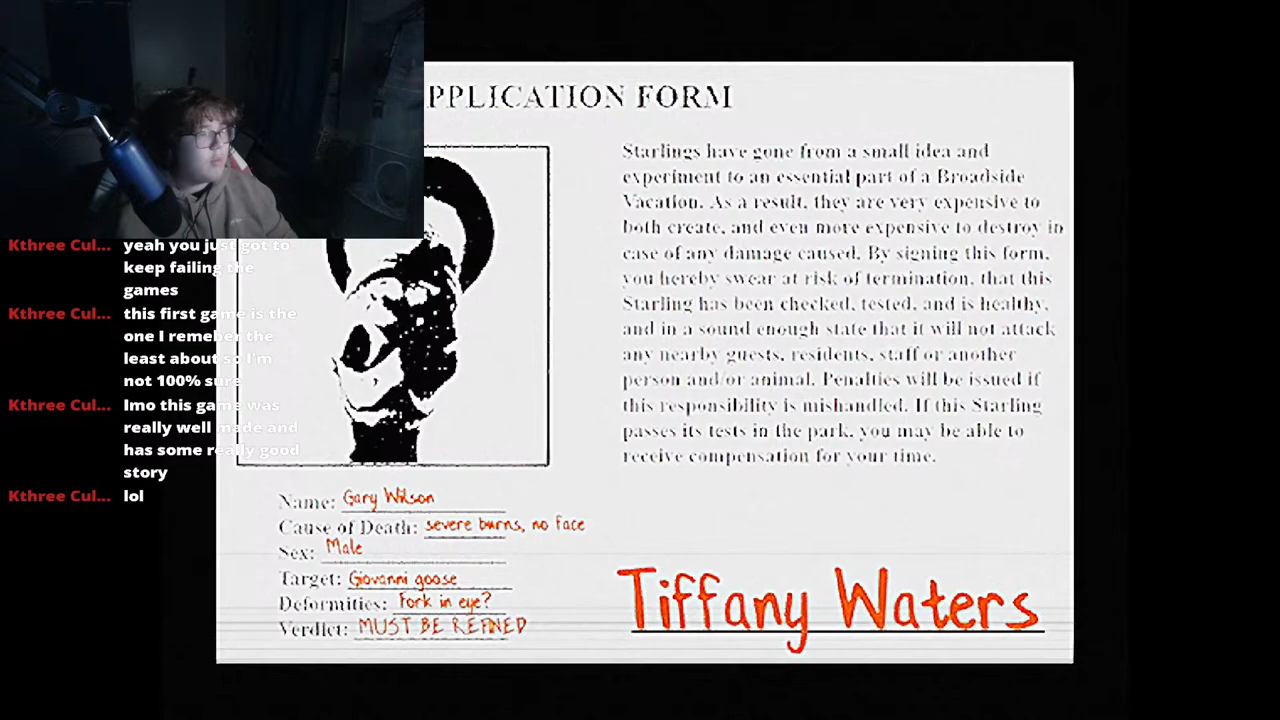 PPLICATION FORM
Starlings have gone from a small idea and
experiment to an essential part of a Broadside
Vacation. As a result, they are very expensive to
both create, and even more expensive to destroy in
case of any damage caused. By signing this form,
you hereby swear at risk of termination, that this
Starling has been checked, tested, and is healthy,
and in a sound enough state that it will not attack
any nearby guests, residents, staff or another
person and/or animal. Penalties will be issued if
this responsibility is mishandled. If this Starling
passes its tests in the park, you may be able to
receive compensation for your time.
Kthree Cul... yeah you just got to
keep failing the
games
Kthree Cul... this first game is the
one I remeber the
least about so I'm
not 100% sure
Kthree Cul... Imo this game was
really well made and
has some really good
story
Kthree Cul... lol
Name: Gary Wilson
Cause of Death: severe burns, no face
Sex: Male
Target: Giovanni goose
Deformities: Fork in eye?
Verdict: MUST BE REFINED
Tiffany Waters